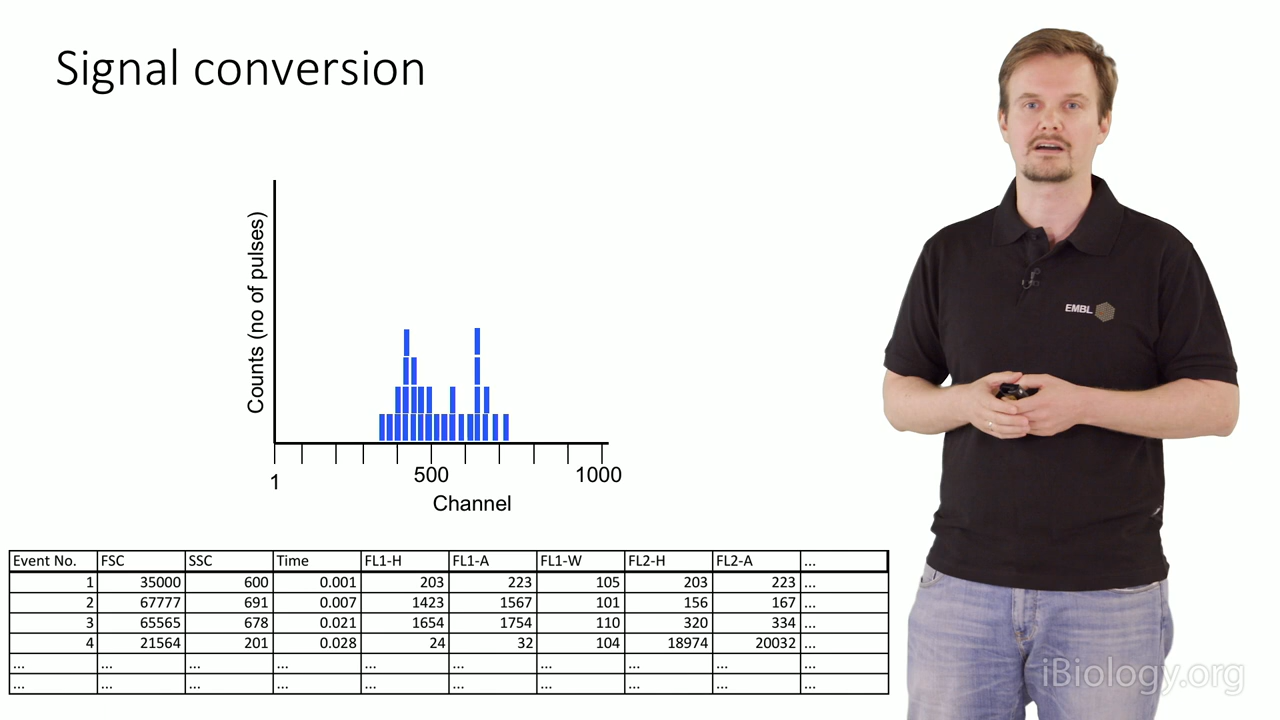 Signal conversion
Counts (no of pulses)
1
500
1000
Channel
EMBL
Event No. FSC SSC Time FL1-H FL1-A FL1-W FL2-H FL2-A ...
1 35000 600 0.001 203 223 105 203 223 ...
2 67777 691 0.007 1423 1567 101 156 167 ...
3 65565 678 0.021 1654 1754 110 320 334 ...
4 21564 201 0.028 24 32 104 18974 20032 ...
... ... ... ... ... ... ... ... ... ...
... ... ... ... ... ... ... ... ... ...
iBiology.org